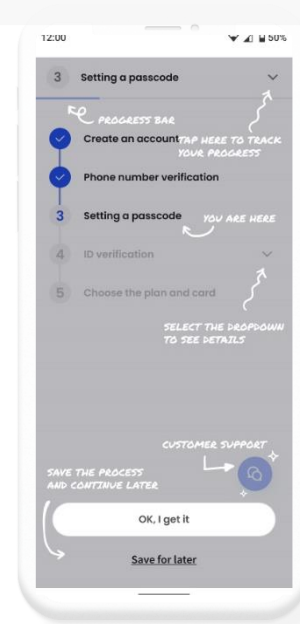 12:00 50%
3 Setting a passcode
PROGRESS BAR
Create an account
TAP HERE TO TRACK
YOUR PROGRESS
Phone number verification
3 Setting a passcode
YOU ARE HERE
4 ID verification
5 Choose the plan and card
SELECT THE DROPDOWN
TO SEE DETAILS
CUSTOMER SUPPORT
SAVE THE PROCESS
AND CONTINUE LATER
OK, I get it
Save for later